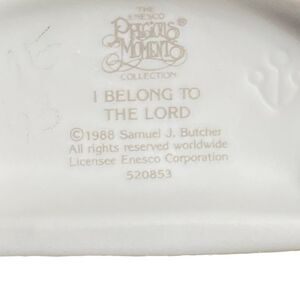 THE
ENESCO
PRECIOUS
MOMENTS®
COLLECTION
I BELONG TO
THE LORD
©1988 Samuel J. Butcher
All rights reserved worldwide
Licensee Enesco Corporation
520853